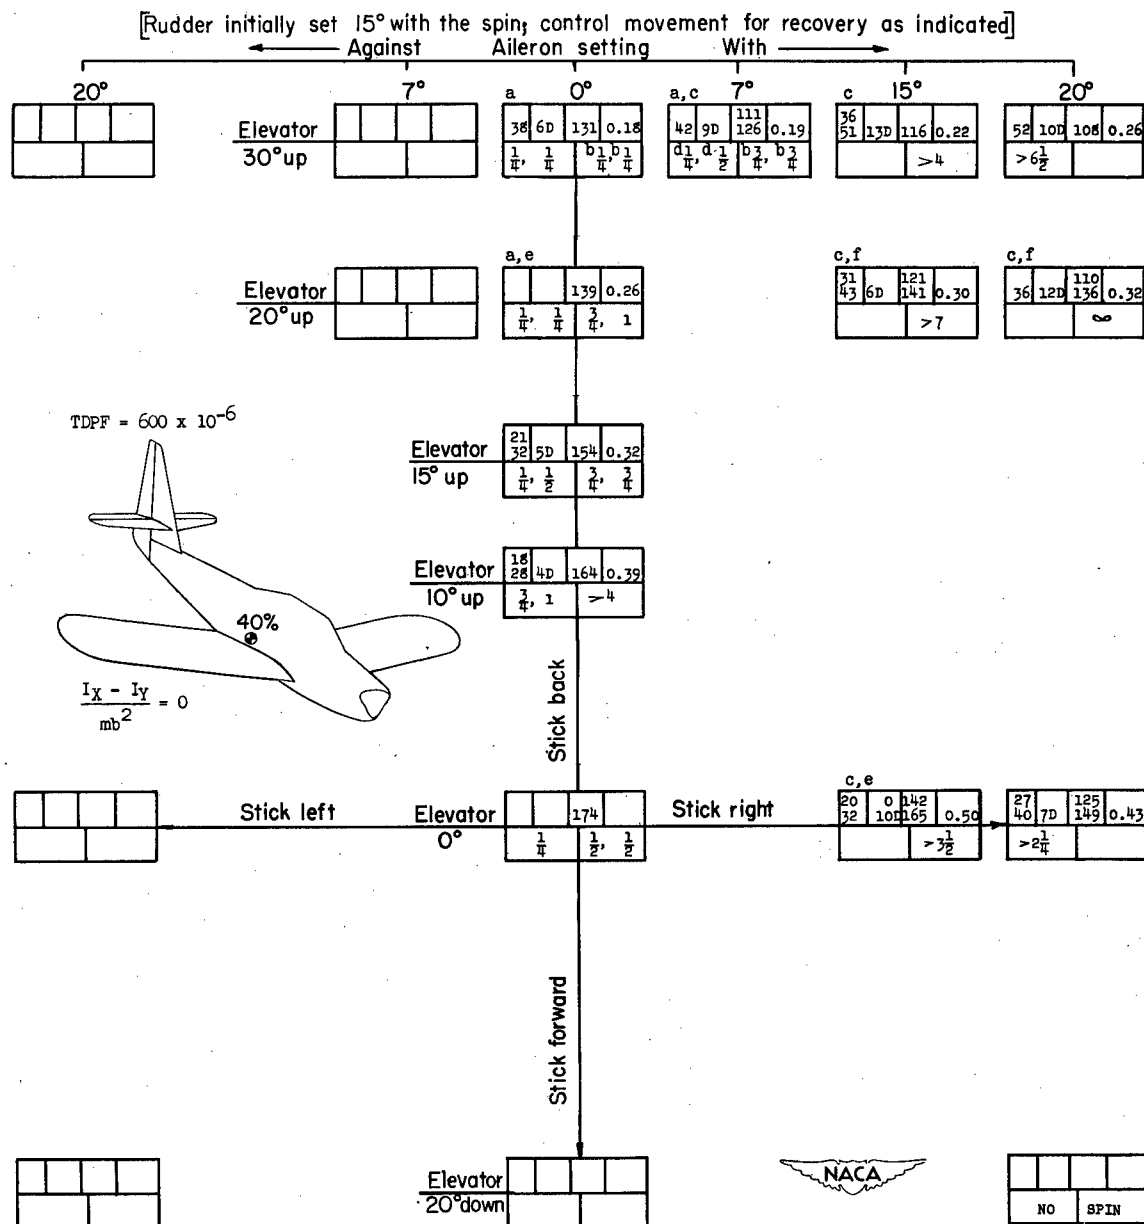 [Rudder initially set 15° with the spin; control movement for recovery as indicated]
Against Aileron setting With
20° 7° 0° 7° 15° 20°
a a,c c
Elevator
30° up
38 6D 131 0.18
1/4, 1/4 b1/4, b1/4
42 9D 111 126 0.19
d1/4, d1/2 b3/4, b3/4
36 51 13D 116 0.22
>4
52 10D 108 0.26
>6 1/2
a,e c,f c,f
Elevator
20° up
139 0.26
1/4, 1/4 3/4, 1
31 43 6D 121 141 0.30
>7
36 12D 110 136 0.32
∞
TDPF = 600 x 10-6
Elevator
15° up
21 32 5D 154 0.32
1/4, 1/2 3/4, 3/4
Elevator
10° up
18 28 4D 164 0.39
3/4, 1 >4
40%
IX - IY
mb2
= 0
Stick back
c,e
Stick left
Elevator
0°
174
1/4 1/2, 1/2
Stick right
20 32 0 10D 142 165 0.50
>3 1/2
27 40 7D 125 149 0.43
>2 1/4
Stick forward
Elevator
20° down
NACA
NO SPIN